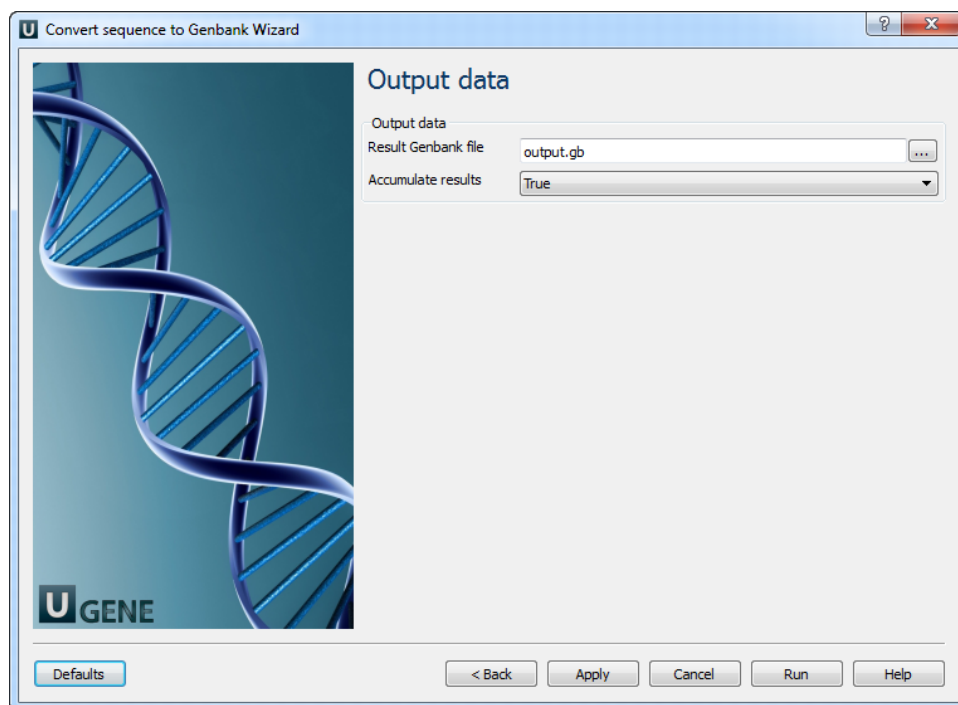 U Convert sequence to Genbank Wizard
Output data
Output data
Result Genbank file output.gb ...
Accumulate results True
U GENE
Defaults < Back Apply Cancel Run Help